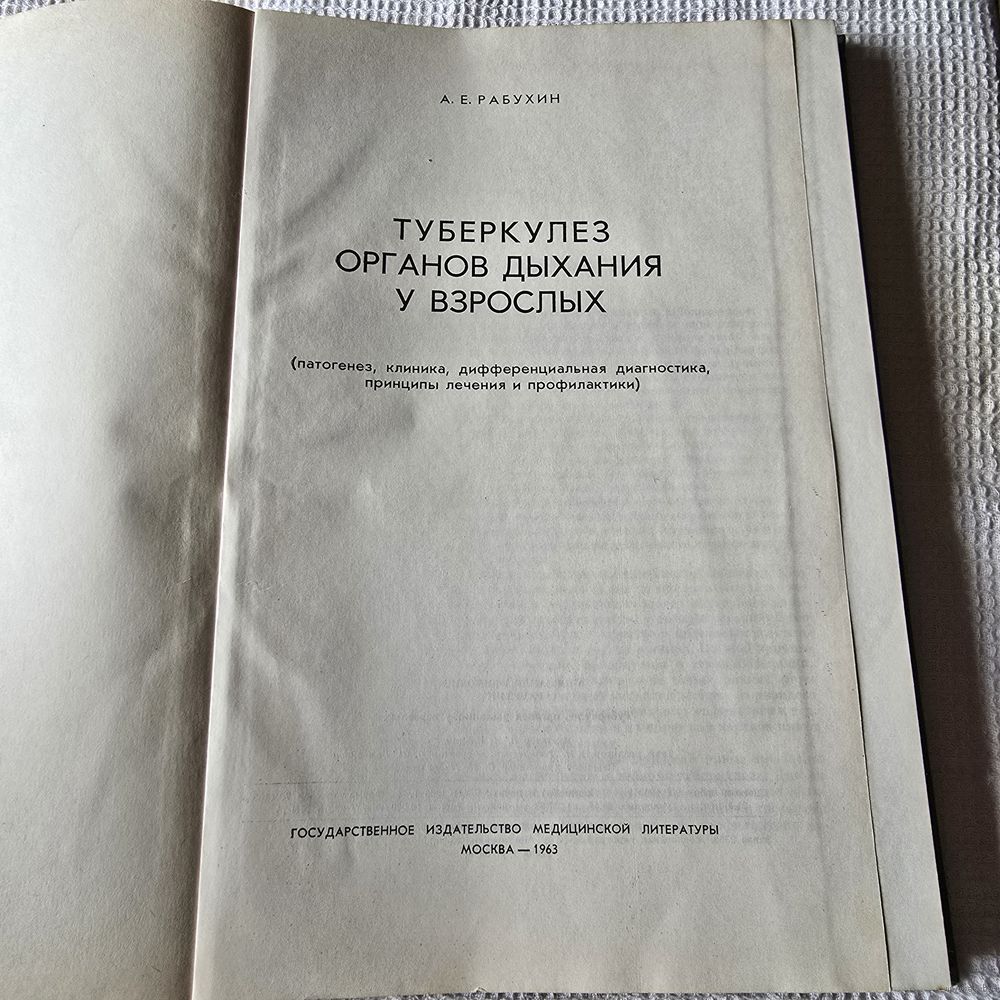 А. Е. РАБУХИН
ТУБЕРКУЛЕЗ
ОРГАНОВ ДЫХАНИЯ
У ВЗРОСЛЫХ
(патогенез, клиника, дифференциальная диагностика,
принципы лечения и профилактики)
ГОСУДАРСТВЕННОЕ ИЗДАТЕЛЬСТВО МЕДИЦИНСКОЙ ЛИТЕРАТУРЫ
МОСКВА — 1963